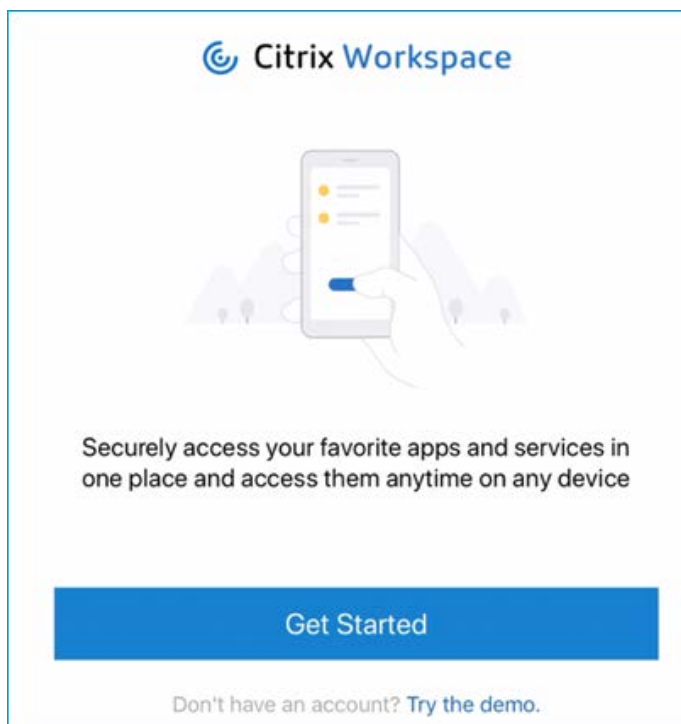 Citrix Workspace
Securely access your favorite apps and services in
one place and access them anytime on any device
Get Started
Don't have an account? Try the demo.